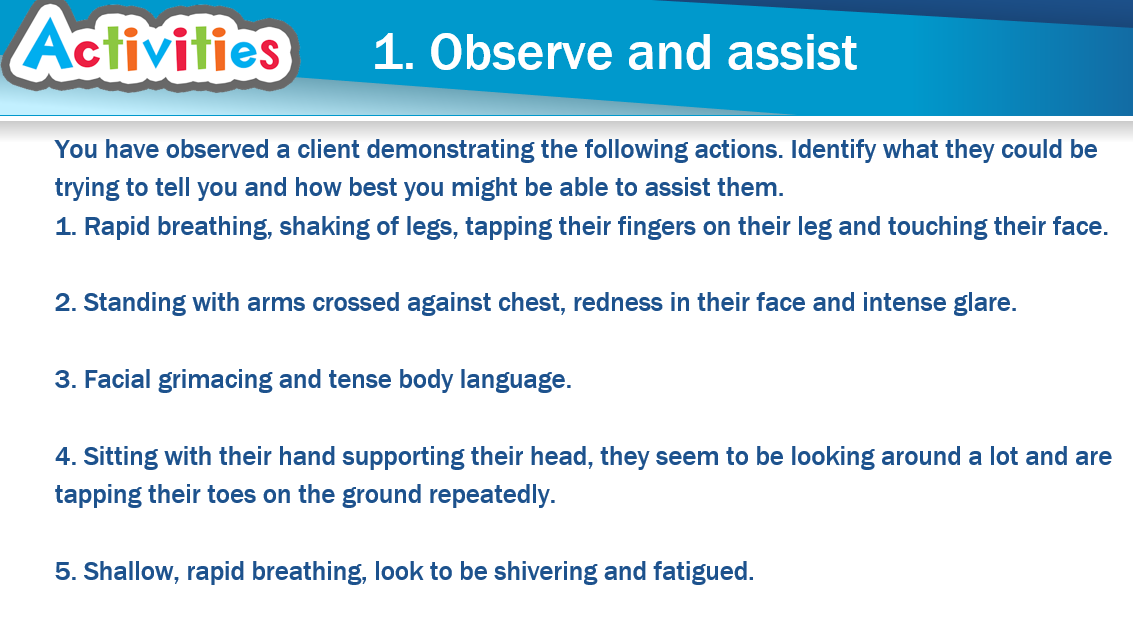 Activities
1. Observe and assist
You have observed a client demonstrating the following actions. Identify what they could be
trying to tell you and how best you might be able to assist them.
1. Rapid breathing, shaking of legs, tapping their fingers on their leg and touching their face.
2. Standing with arms crossed against chest, redness in their face and intense glare.
3. Facial grimacing and tense body language.
4. Sitting with their hand supporting their head, they seem to be looking around a lot and are
tapping their toes on the ground repeatedly.
5. Shallow, rapid breathing, look to be shivering and fatigued.